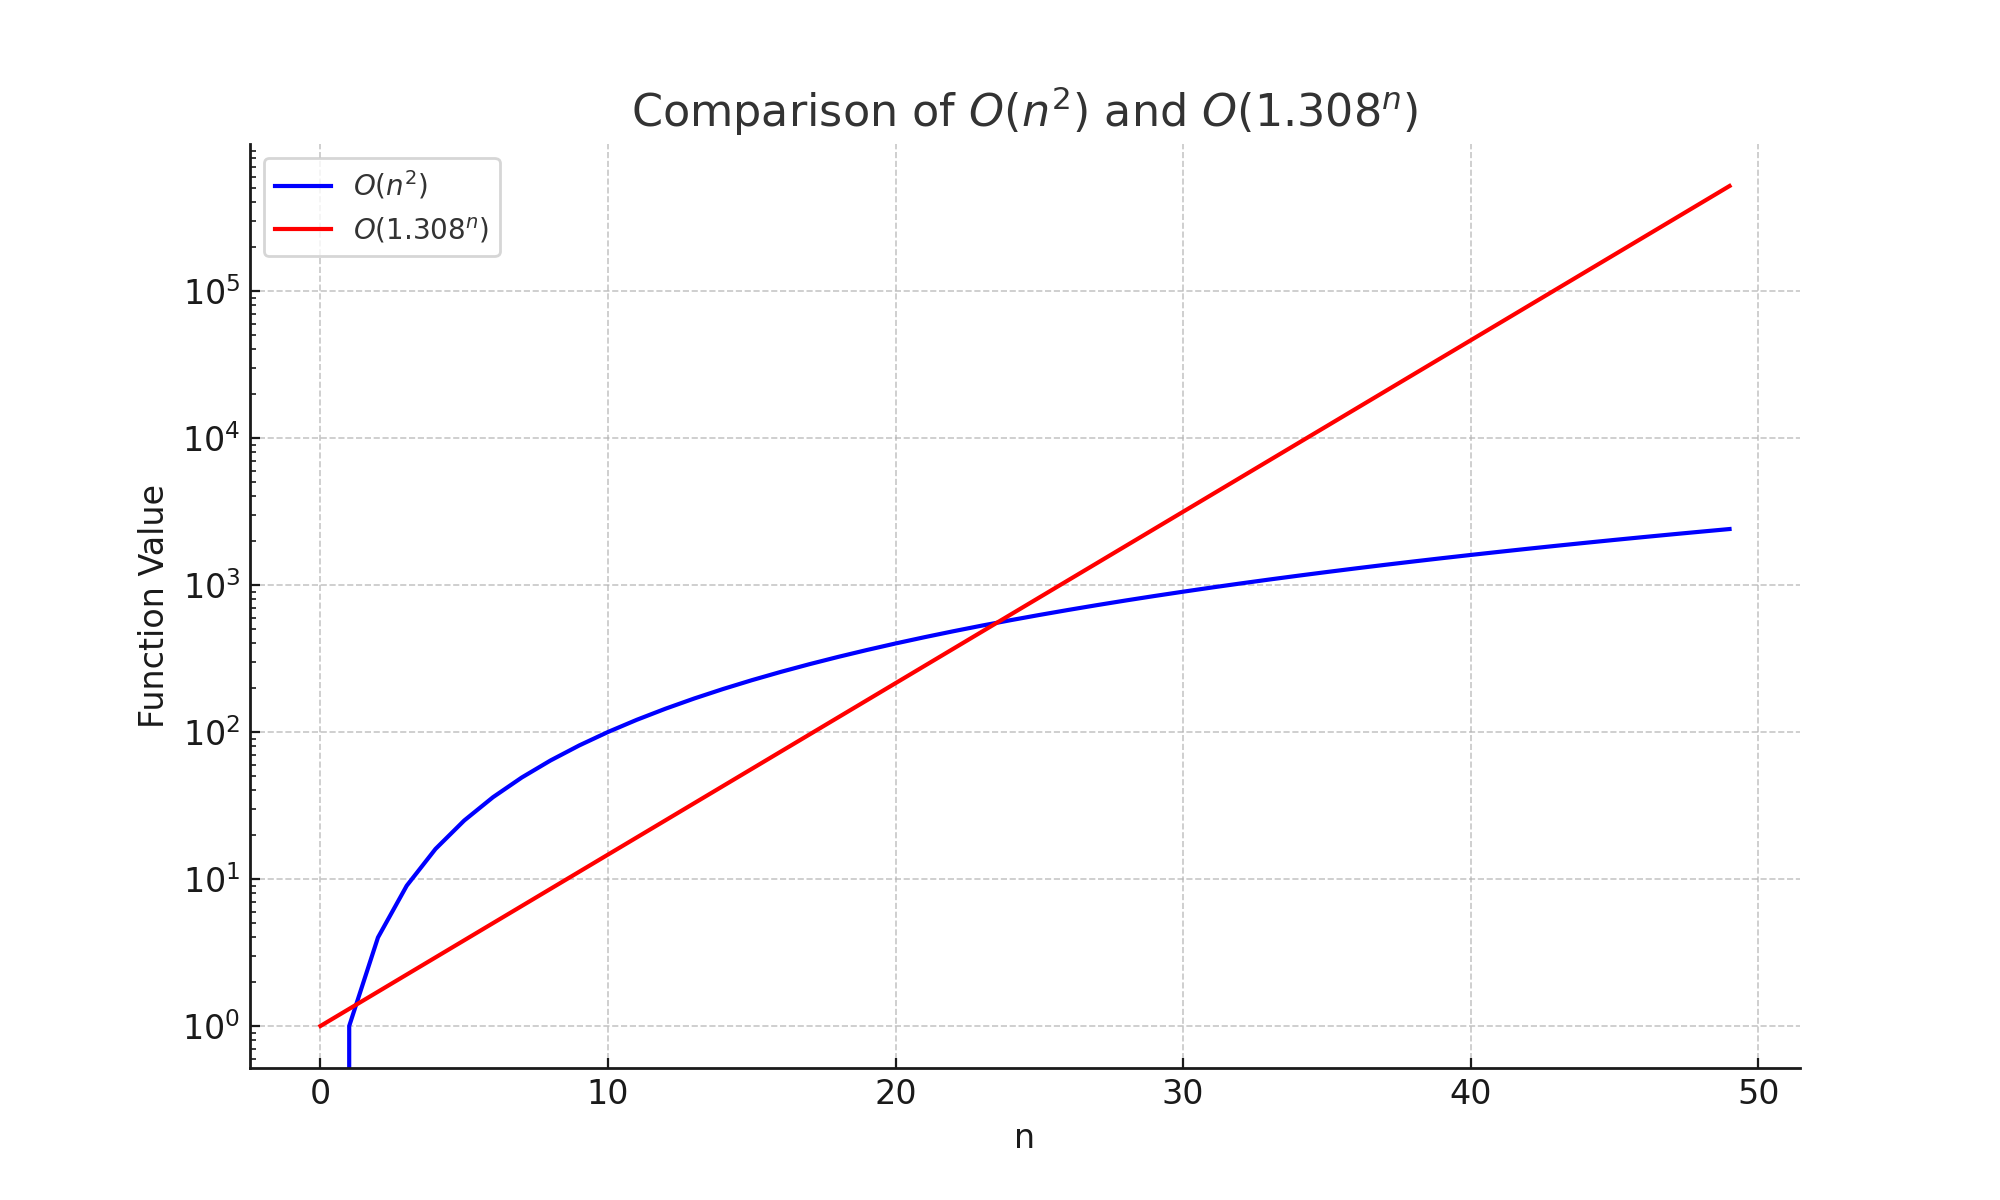 Comparison of O(n²) and O(1.308ⁿ)
O(n²)
O(1.308ⁿ)
10⁵
10⁴
10³
10²
10¹
10⁰
Function Value
0 10 20 30 40 50
n